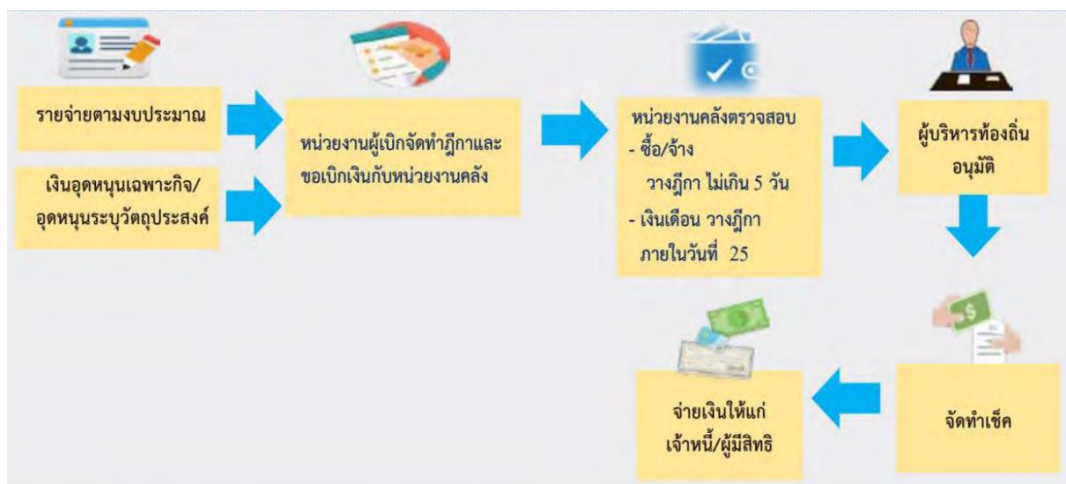 รายจ่ายตามงบประมาณ
เงินอุดหนุนเฉพาะกิจ/
อุดหนุนระบุวัตถุประสงค์
หน่วยงานผู้เบิกจัดทำฎีกาและ
ขอเบิกเงินกับหน่วยงานคลัง
หน่วยงานคลังตรวจสอบ
- ซื้อ/จ้าง
วางฎีกา ไม่เกิน 5 วัน
- เงินเดือน วางฎีกา
ภายในวันที่ 25
ผู้บริหารท้องถิ่น
อนุมัติ
จัดทำเช็ค
จ่ายเงินให้แก่
เจ้าหนี้/ผู้มีสิทธิ